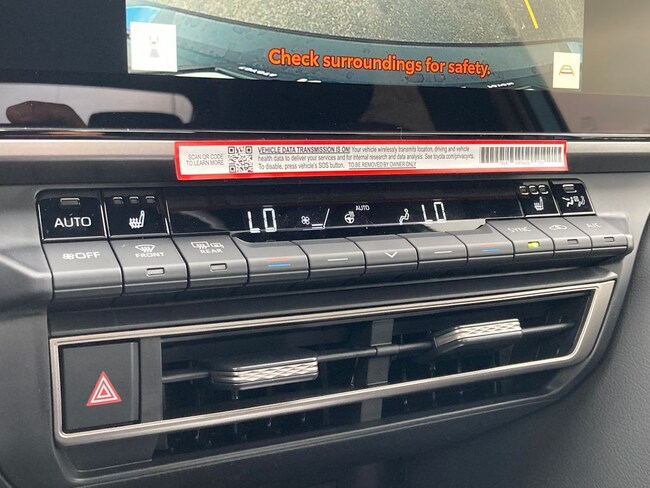 Check surroundings for safety.
SCAN QR CODE
TO LEARN MORE
VEHICLE DATA TRANSMISSION IS ON! Your vehicle wirelessly transmits location, driving and vehicle
health data to deliver your services and for internal research and data analysis. See toyota.com/privacyvts.
To disable, press vehicle's SOS button. TO BE REMOVED BY OWNER ONLY
AUTO
LO
AUTO
LO
OFF
FRONT
REAR
SYNC
A/C